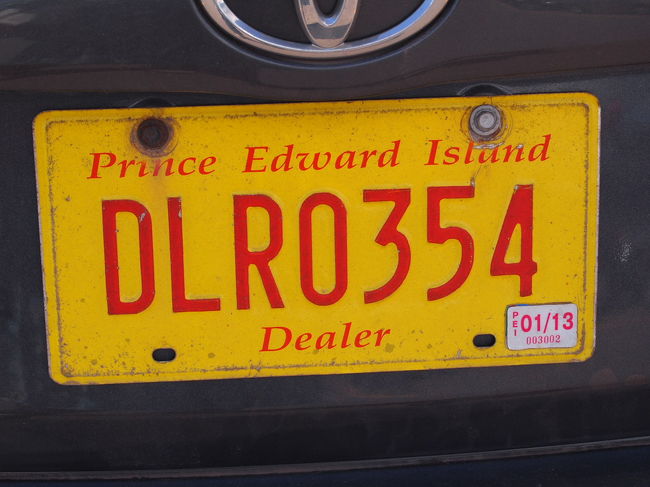 Prince Edward Island
DLR0354
PEI
01/13
003002
Dealer